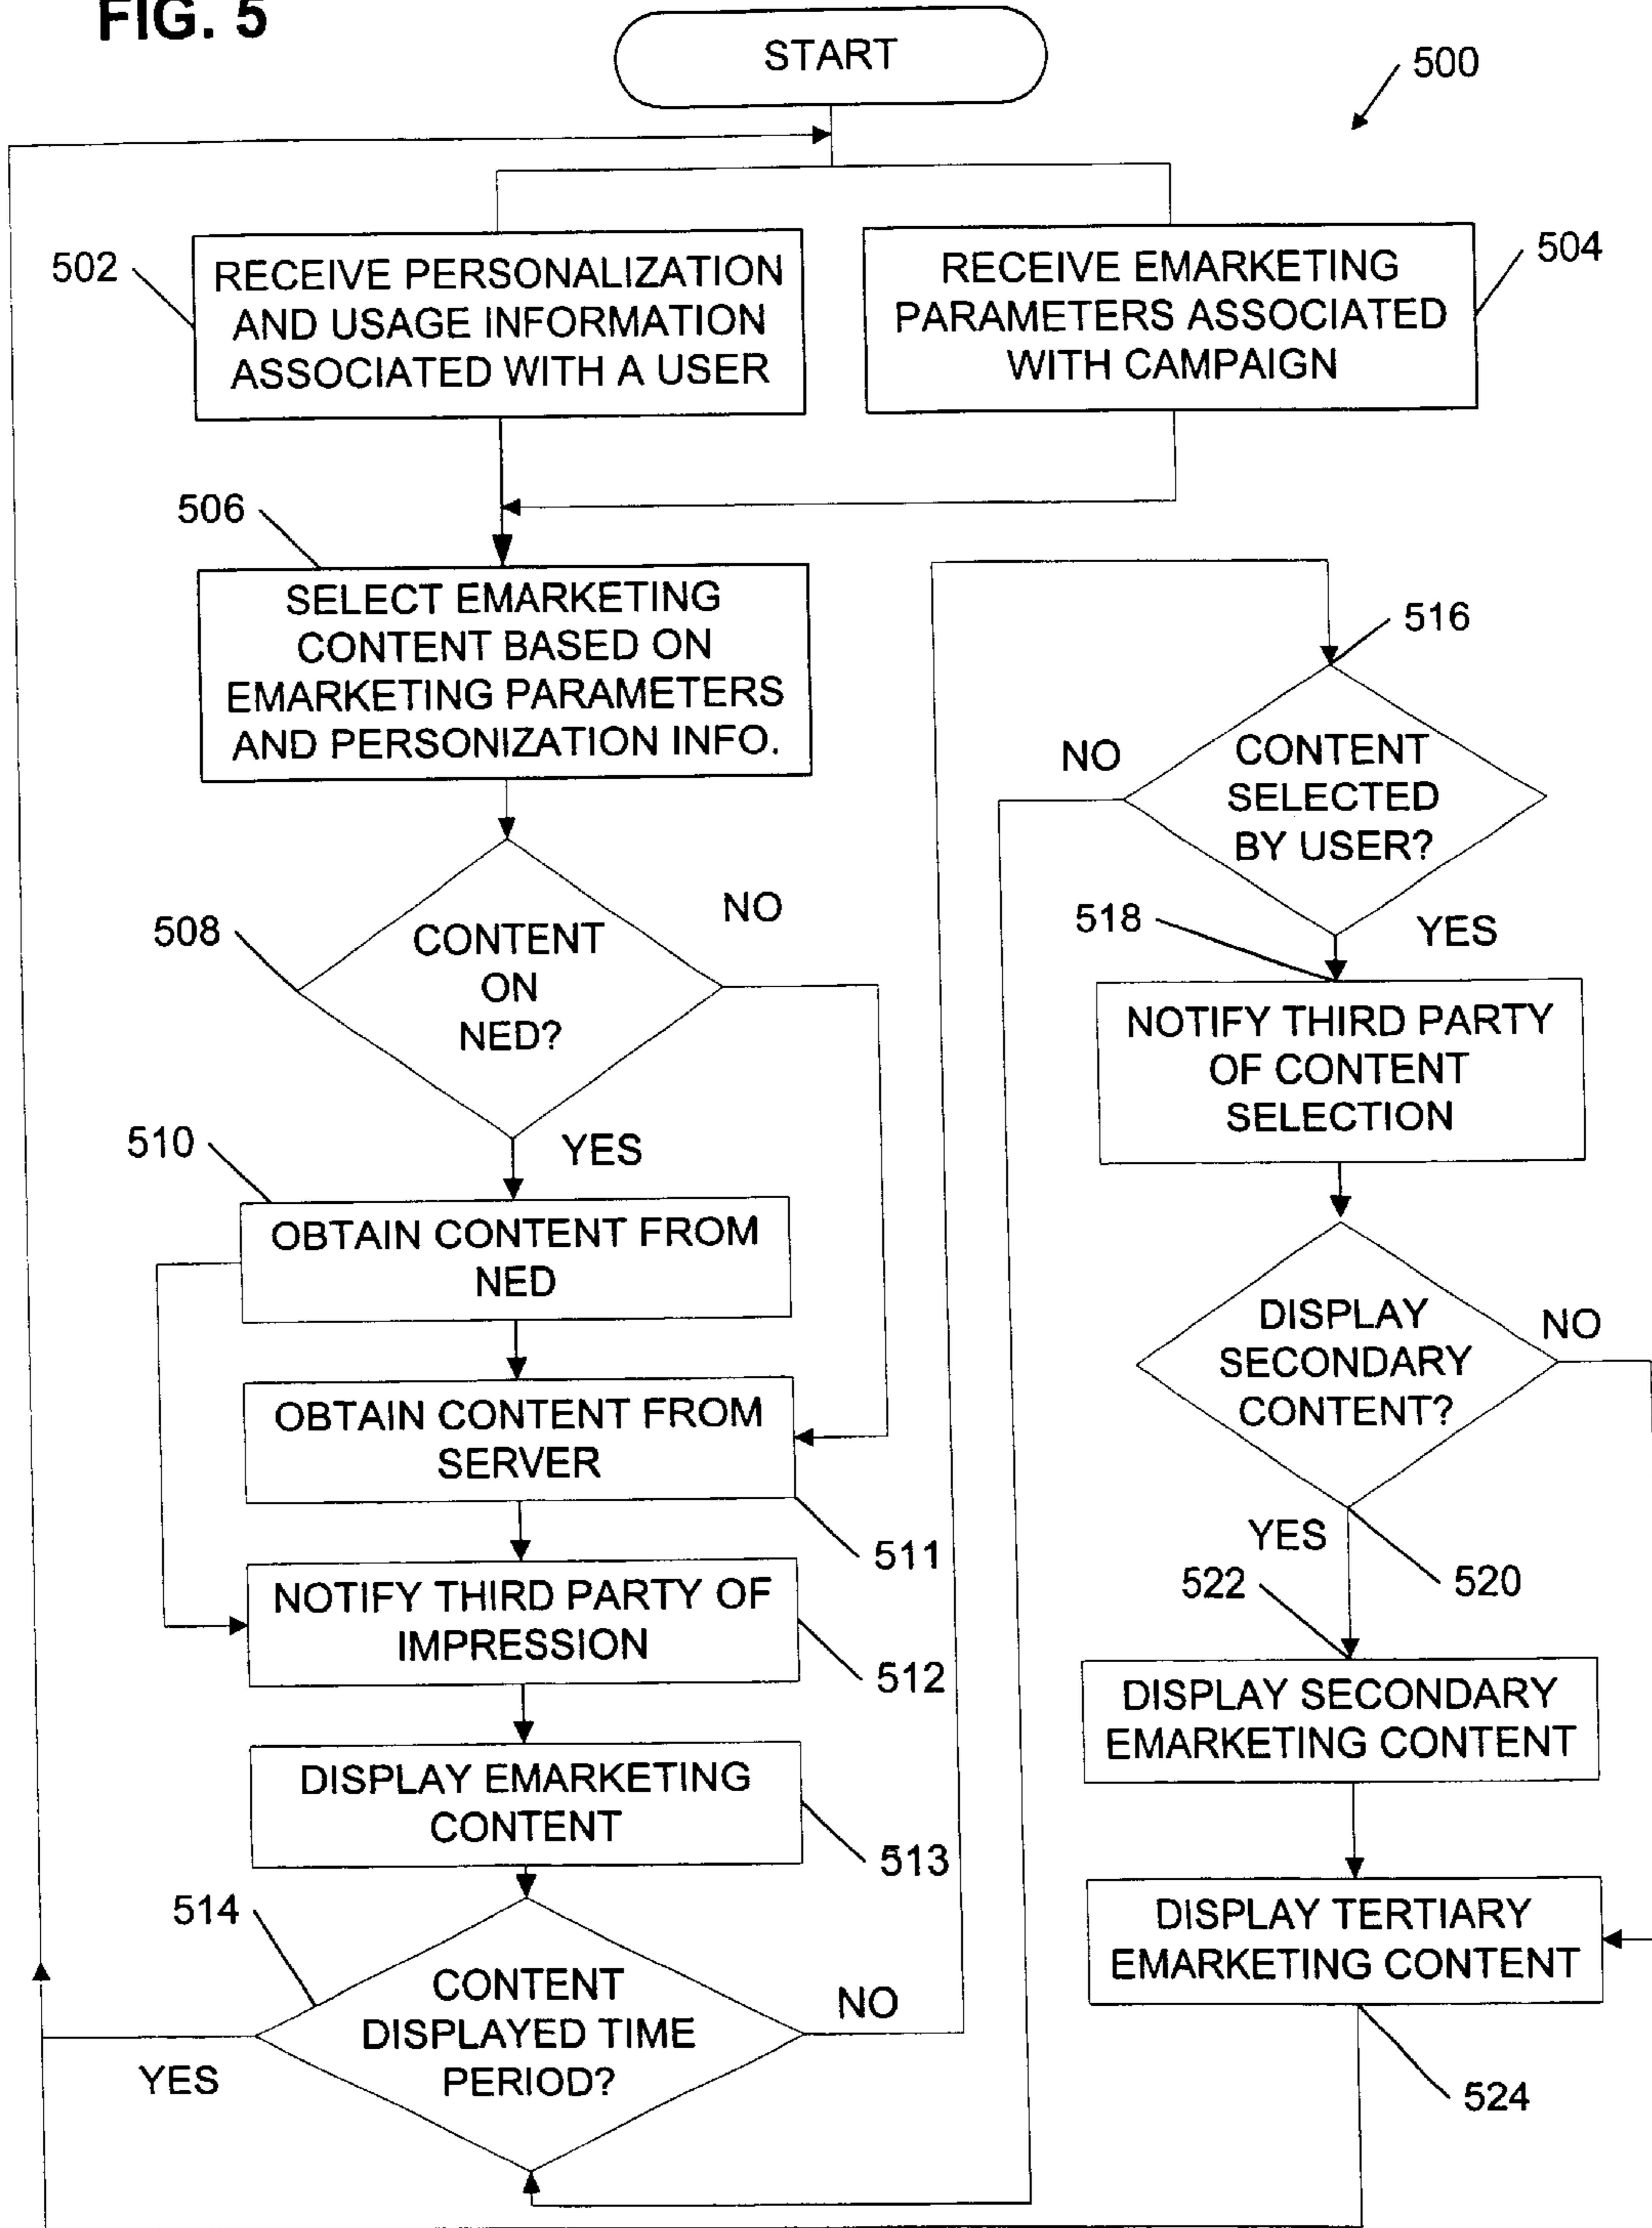 FIG. 5
START
500
502
RECEIVE PERSONALIZATION
AND USAGE INFORMATION
ASSOCIATED WITH A USER
RECEIVE EMARKETING
PARAMETERS ASSOCIATED
WITH CAMPAIGN
504
506
SELECT EMARKETING
CONTENT BASED ON
EMARKETING PARAMETERS
AND PERSONIZATION INFO.
508
CONTENT
ON
NED?
NO
YES
510
OBTAIN CONTENT FROM
NED
OBTAIN CONTENT FROM
SERVER
511
NOTIFY THIRD PARTY OF
IMPRESSION
512
DISPLAY EMARKETING
CONTENT
513
514
CONTENT
DISPLAYED TIME
PERIOD?
NO
YES
516
NO
CONTENT
SELECTED
BY USER?
518
YES
NOTIFY THIRD PARTY
OF CONTENT
SELECTION
DISPLAY
SECONDARY
CONTENT?
NO
YES
522
520
DISPLAY SECONDARY
EMARKETING CONTENT
DISPLAY TERTIARY
EMARKETING CONTENT
524